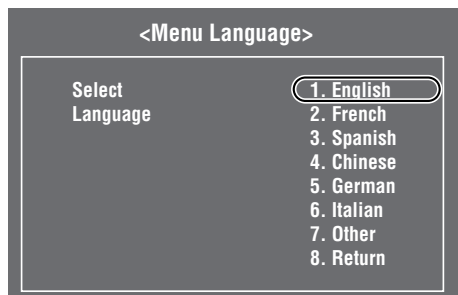 <Menu Language>
Select 1. English
Language 2. French
3. Spanish
4. Chinese
5. German
6. Italian
7. Other
8. Return